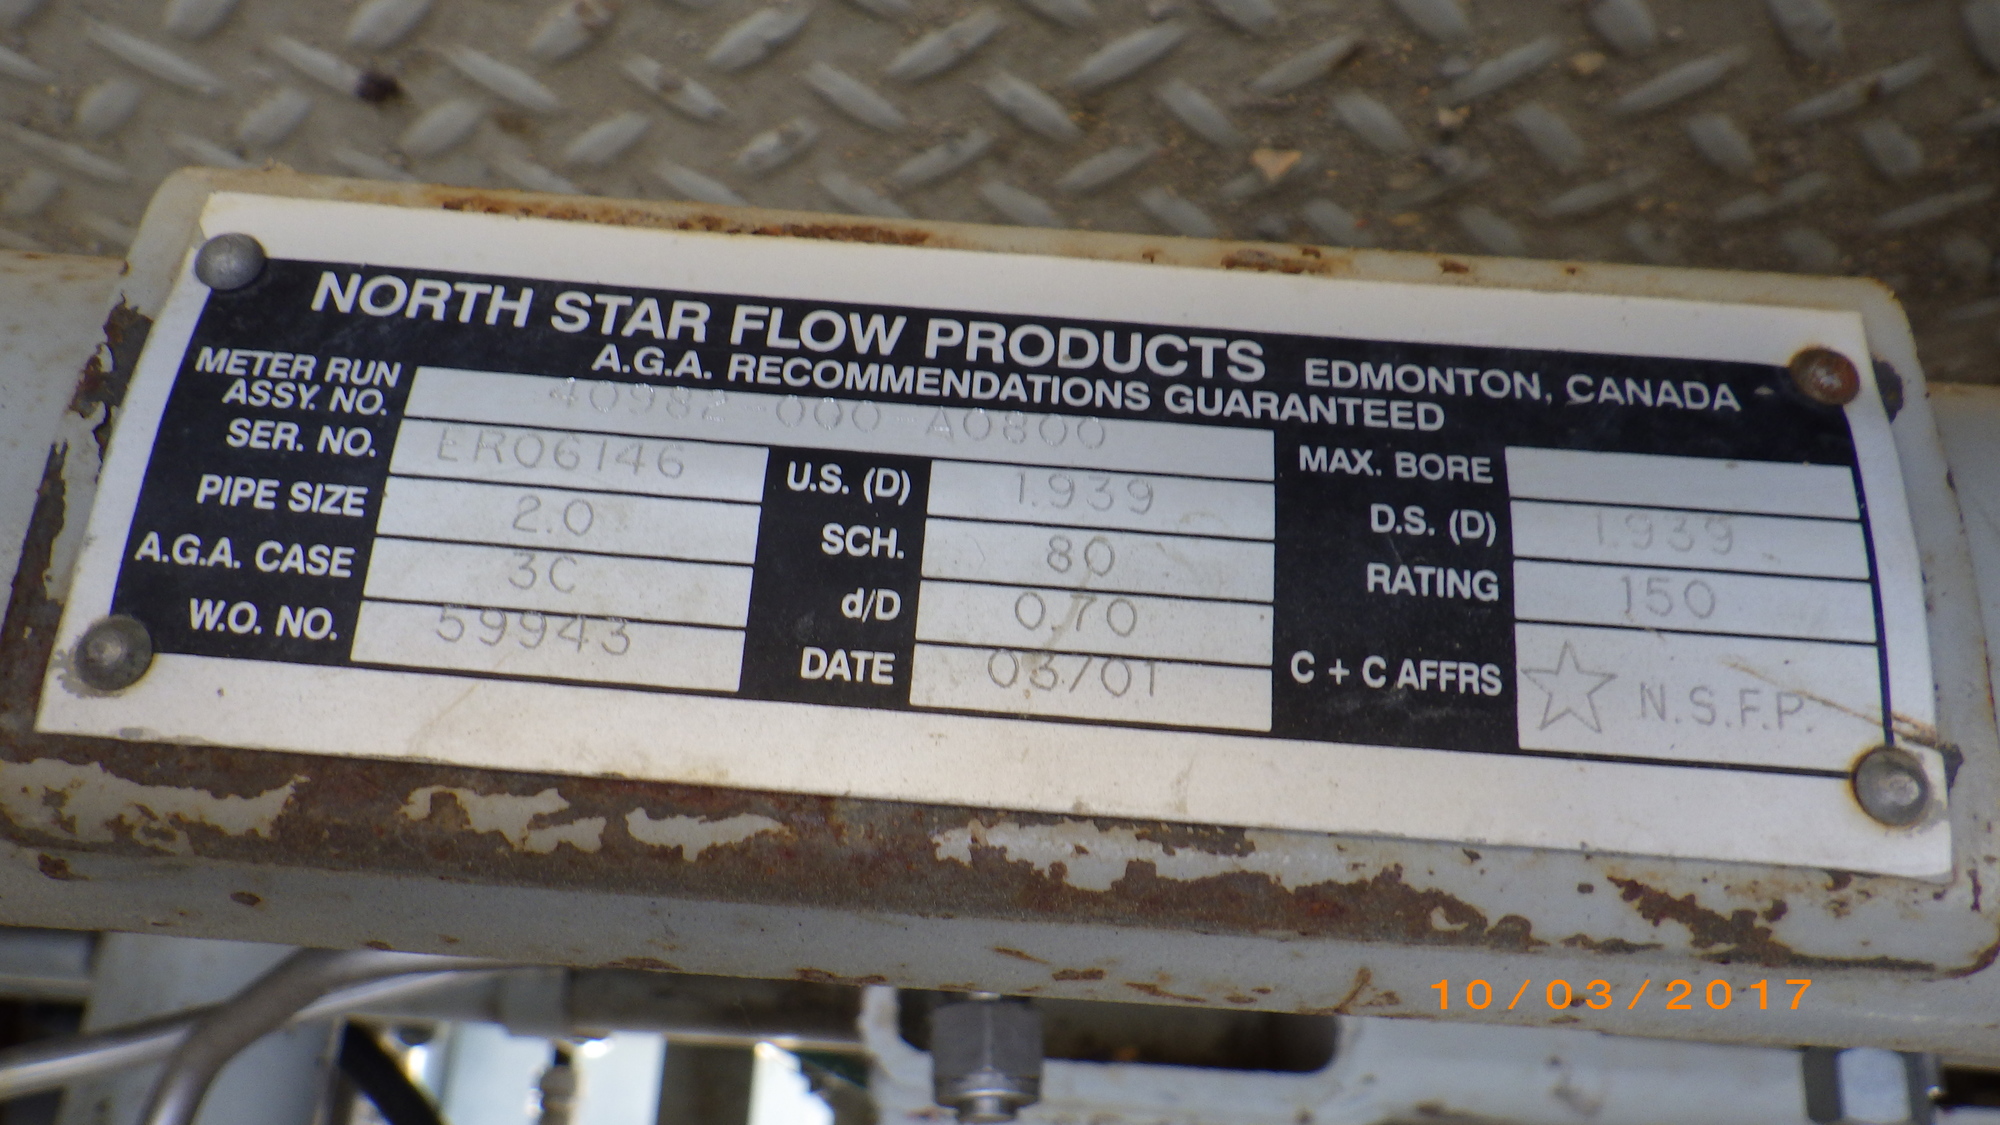 NORTH STAR FLOW PRODUCTS EDMONTON, CANADA
A.G.A. RECOMMENDATIONS GUARANTEED
METER RUN
ASSY. NO. 40982-000-A0800
MAX. BORE
SER. NO. ER06146 U.S. (D) 1.939 D.S. (D) 1.939
PIPE SIZE 2.0 SCH. 80 RATING 150
A.G.A. CASE 3C d/D 0.70
W.O. NO. 59943 DATE 03/01 C + C AFFRS N.S.F.P.
10/03/2017